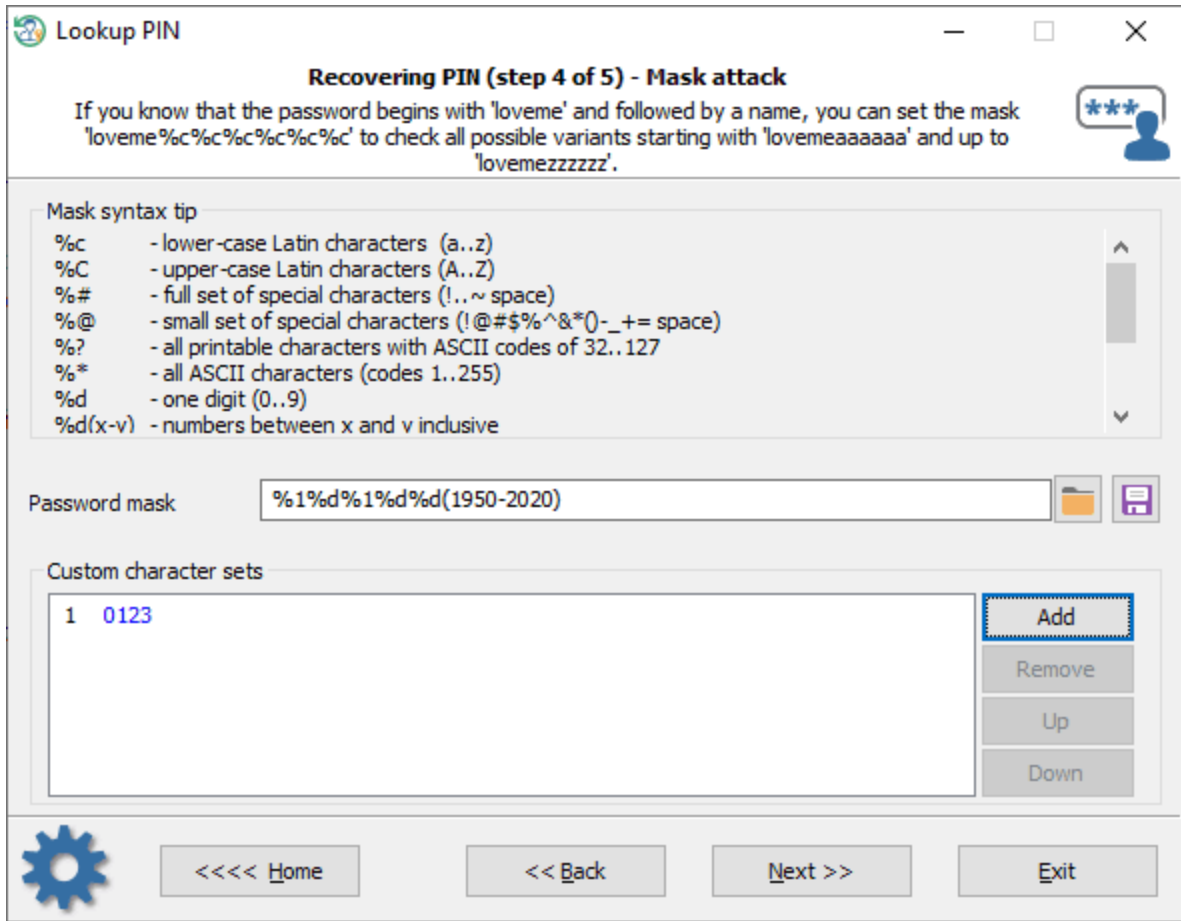 Lookup PIN
Recovering PIN (step 4 of 5) - Mask attack
If you know that the password begins with 'loveme' and followed by a name, you can set the mask
'loveme%c%c%c%c%c%c' to check all possible variants starting with 'lovemeaaaaaa' and up to
'lovemezzzzzz'.
***
Mask syntax tip
%c - lower-case Latin characters (a..z)
%C - upper-case Latin characters (A..Z)
%# - full set of special characters (!..~ space)
%@ - small set of special characters (!@#$%^&*()-_+= space)
%? - all printable characters with ASCII codes of 32..127
%* - all ASCII characters (codes 1..255)
%d - one digit (0..9)
%d(x-y) - numbers between x and y inclusive
Password mask %1%d%1%d%d(1950-2020)
Custom character sets
1 0123
Add
Remove
Up
Down
<<<< Home << Back Next >> Exit